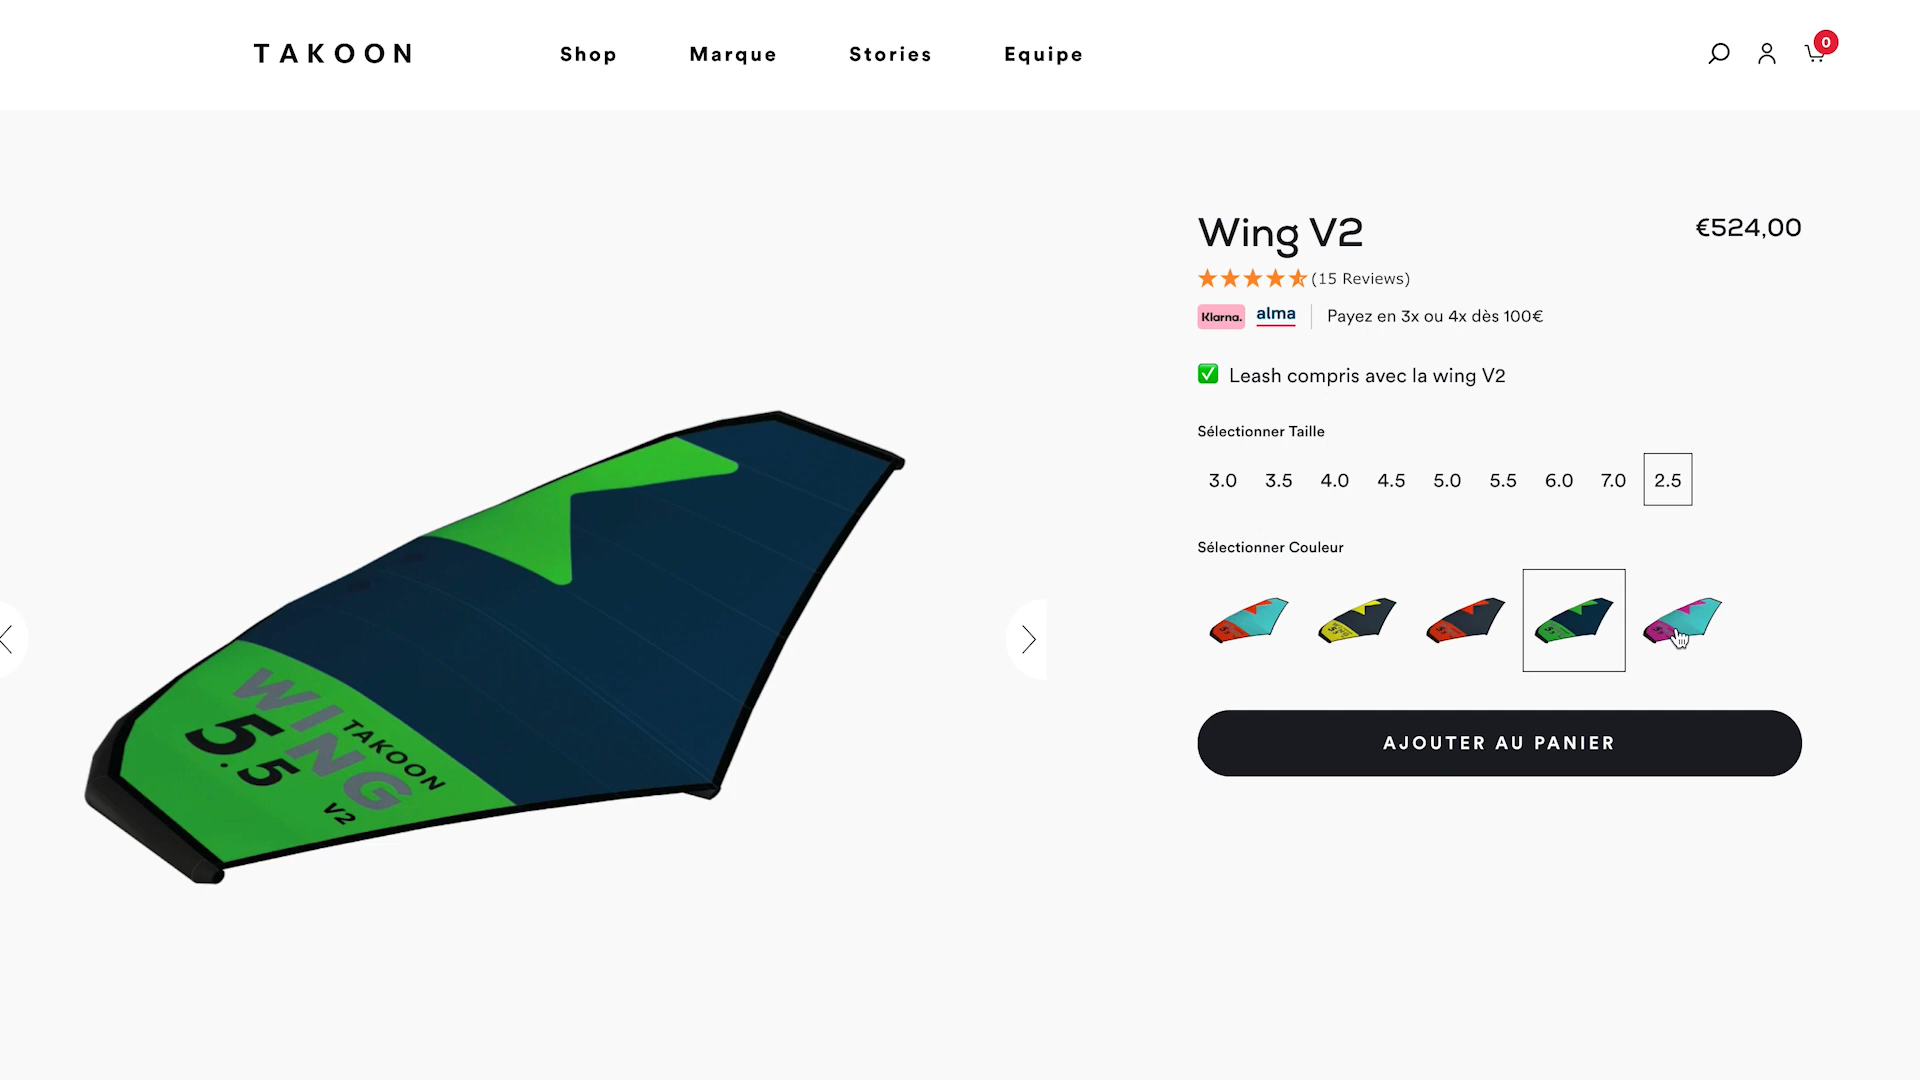 TAKOON
Shop
Marque
Stories
Equipe
0
Wing V2
€524,00
(15 Reviews)
Klarna.
alma
Payez en 3x ou 4x dès 100€
Leash compris avec la wing V2
Sélectionner Taille
3.0 3.5 4.0 4.5 5.0 5.5 6.0 7.0 2.5
Sélectionner Couleur
AJOUTER AU PANIER
WING
TAKOON
5.5
V2